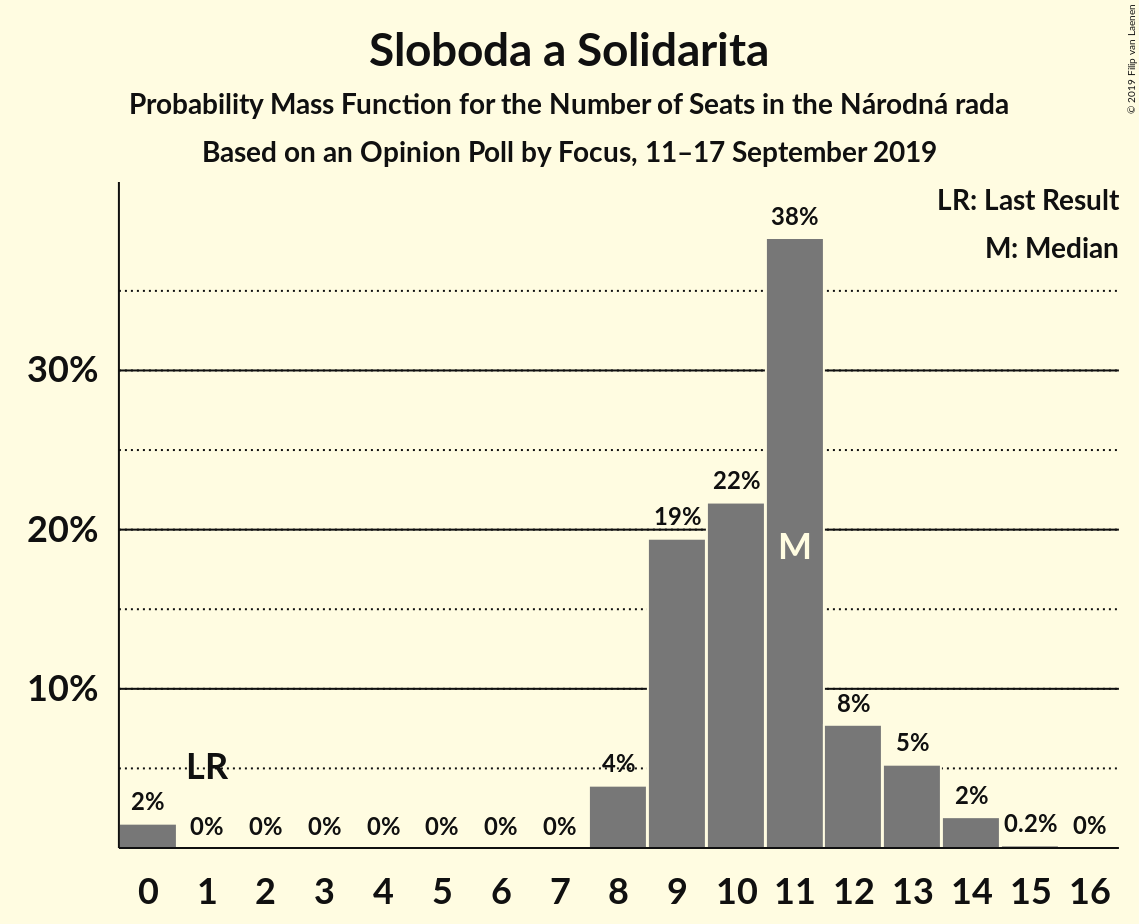 Sloboda a Solidarita
Probability Mass Function for the Number of Seats in the Národná rada
Based on an Opinion Poll by Focus, 11–17 September 2019
© 2019 Filip van Laenen
LR: Last Result
M: Median
38%
30%
22%
19%
20%
M
10%
8%
5%
LR
4%
2%
2%
0% 0% 0% 0% 0% 0% 0% 0.2% 0%
0 1 2 3 4 5 6 7 8 9 10 11 12 13 14 15 16